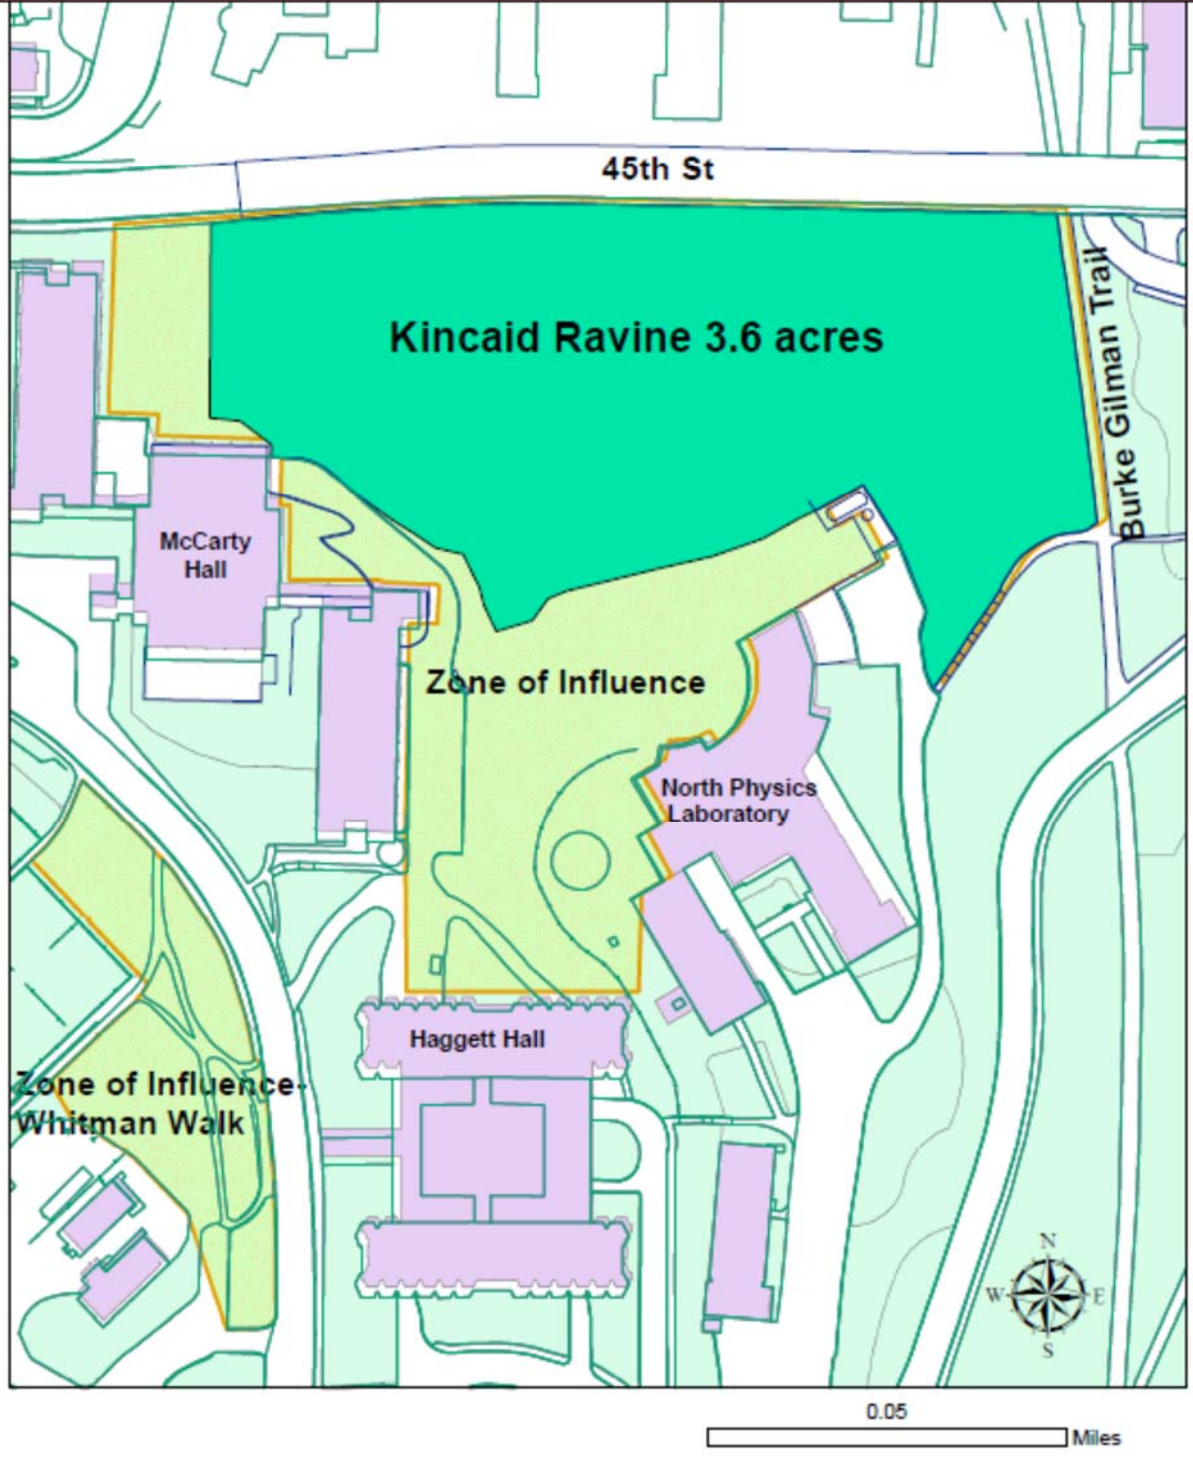 45th St
Kincaid Ravine 3.6 acres
Burke Gilman Trail
McCarty
Hall
Zone of Influence
North Physics
Laboratory
Haggett Hall
Zone of Influence-
Whitman Walk
N
W E
S
0.05
Miles